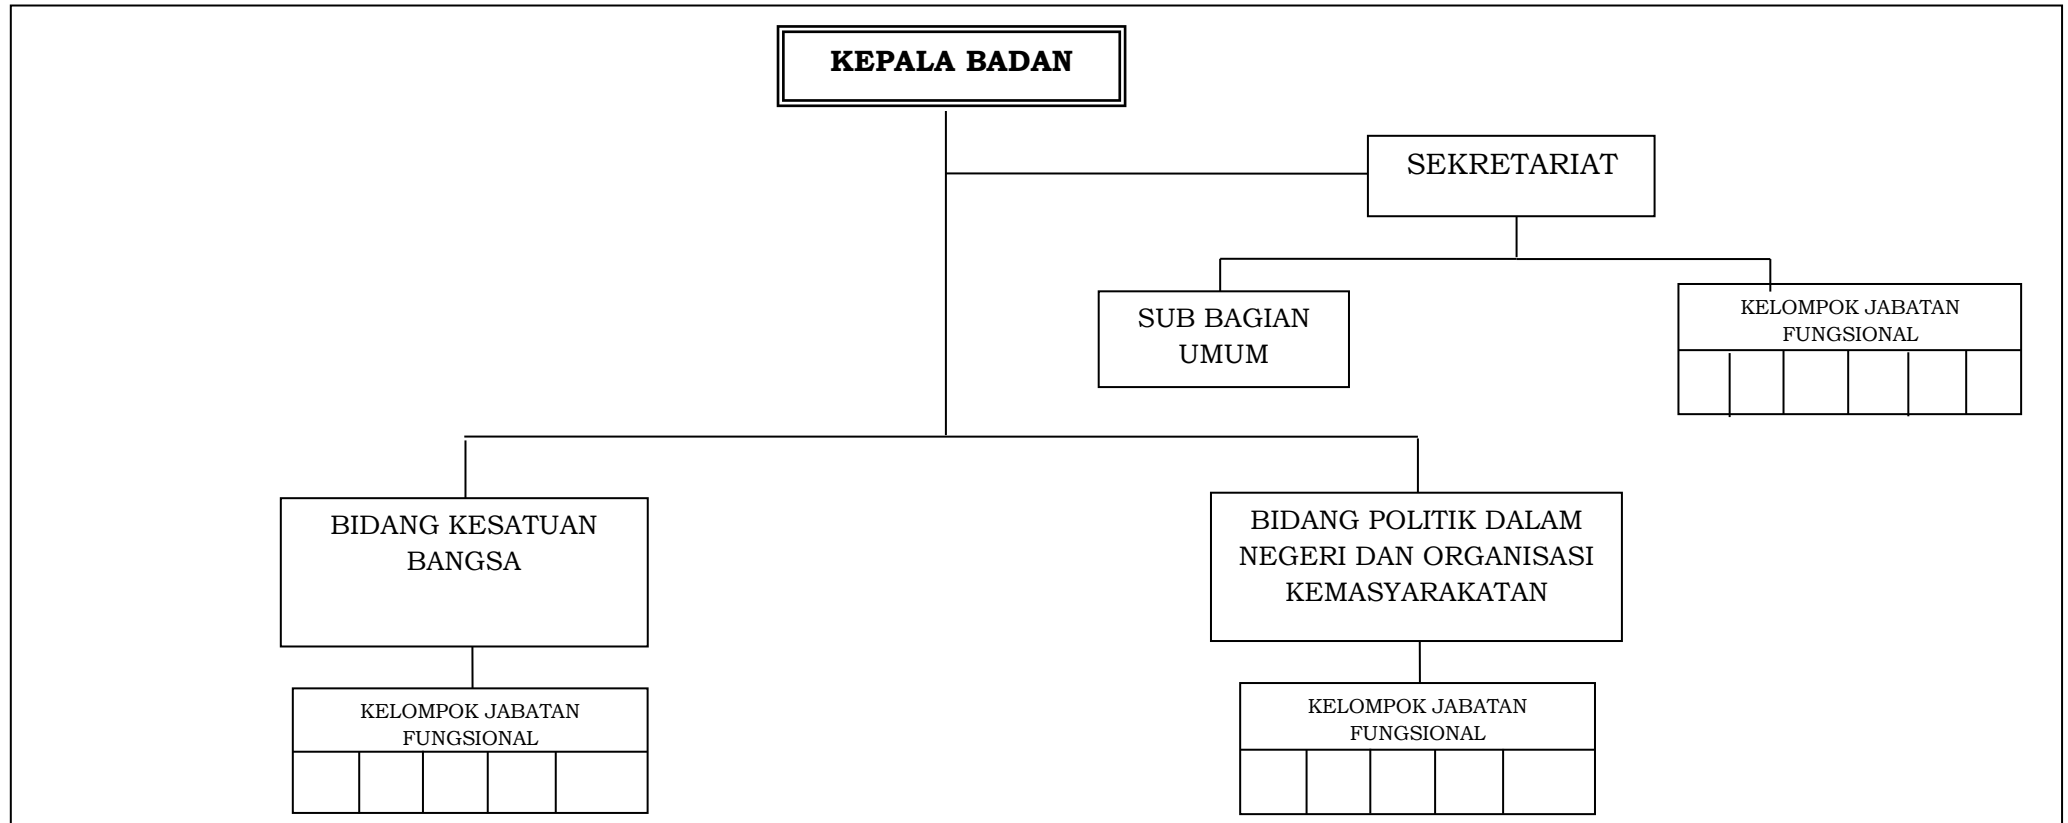 KEPALA BADAN
SEKRETARIAT
SUB BAGIAN
UMUM
KELOMPOK JABATAN
FUNGSIONAL
BIDANG KESATUAN
BANGSA
BIDANG POLITIK DALAM
NEGERI DAN ORGANISASI
KEMASYARAKATAN
KELOMPOK JABATAN
FUNGSIONAL
KELOMPOK JABATAN
FUNGSIONAL